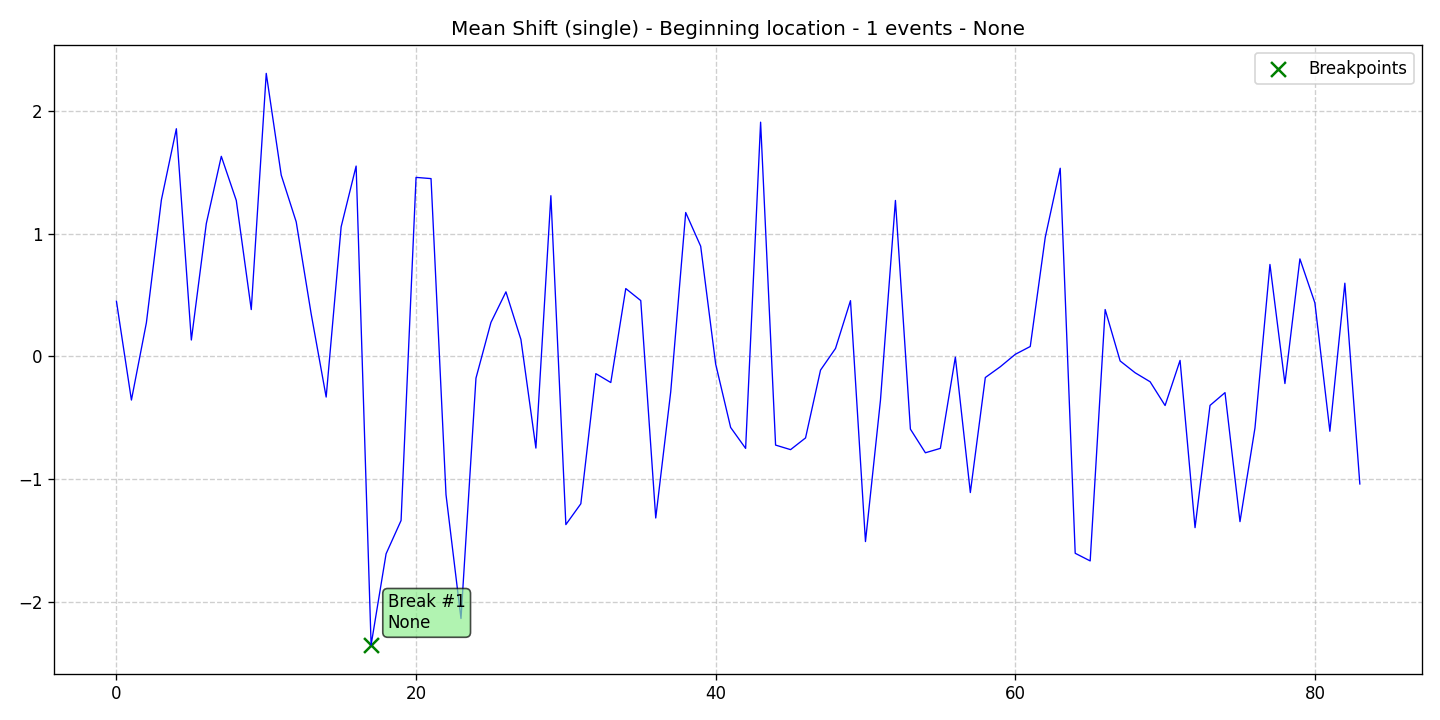 Mean Shift (single) - Beginning location - 1 events - None
Breakpoints
2
1
0
−1
−2
Break #1
None
0
20
40
60
80